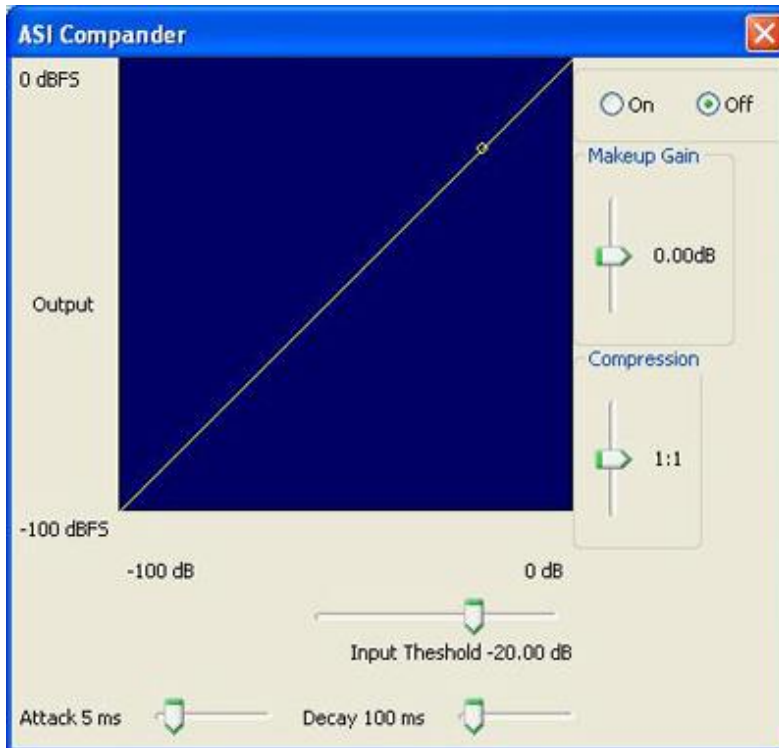 ASI Compander
0 dBFS
On Off
Makeup Gain
0.00dB
Output
Compression
1:1
-100 dBFS
-100 dB 0 dB
Input Theshold -20.00 dB
Attack 5 ms Decay 100 ms